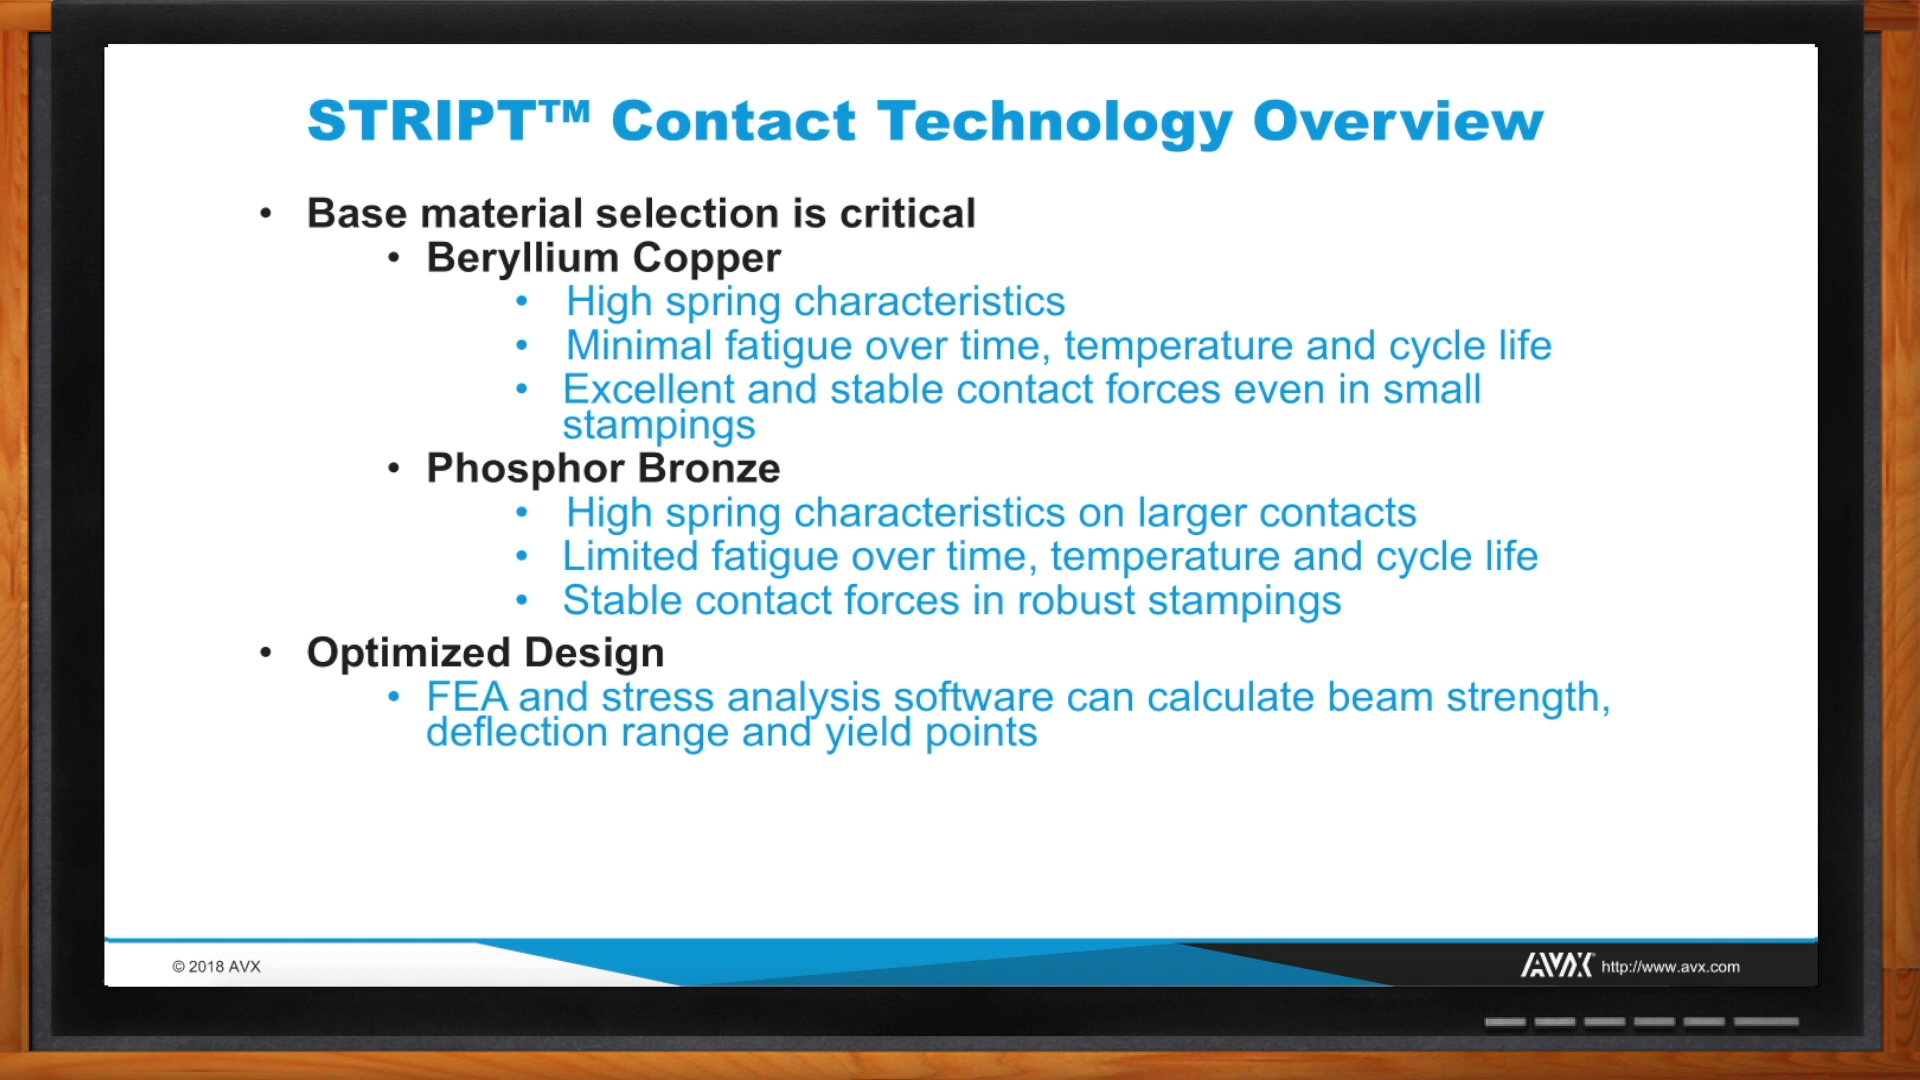 STRIPT™ Contact Technology Overview
• Base material selection is critical
• Beryllium Copper
• High spring characteristics
• Minimal fatigue over time, temperature and cycle life
• Excellent and stable contact forces even in small
stampings
• Phosphor Bronze
• High spring characteristics on larger contacts
• Limited fatigue over time, temperature and cycle life
• Stable contact forces in robust stampings
• Optimized Design
• FEA and stress analysis software can calculate beam strength,
deflection range and yield points
© 2018 AVX
AVX http://www.avx.com